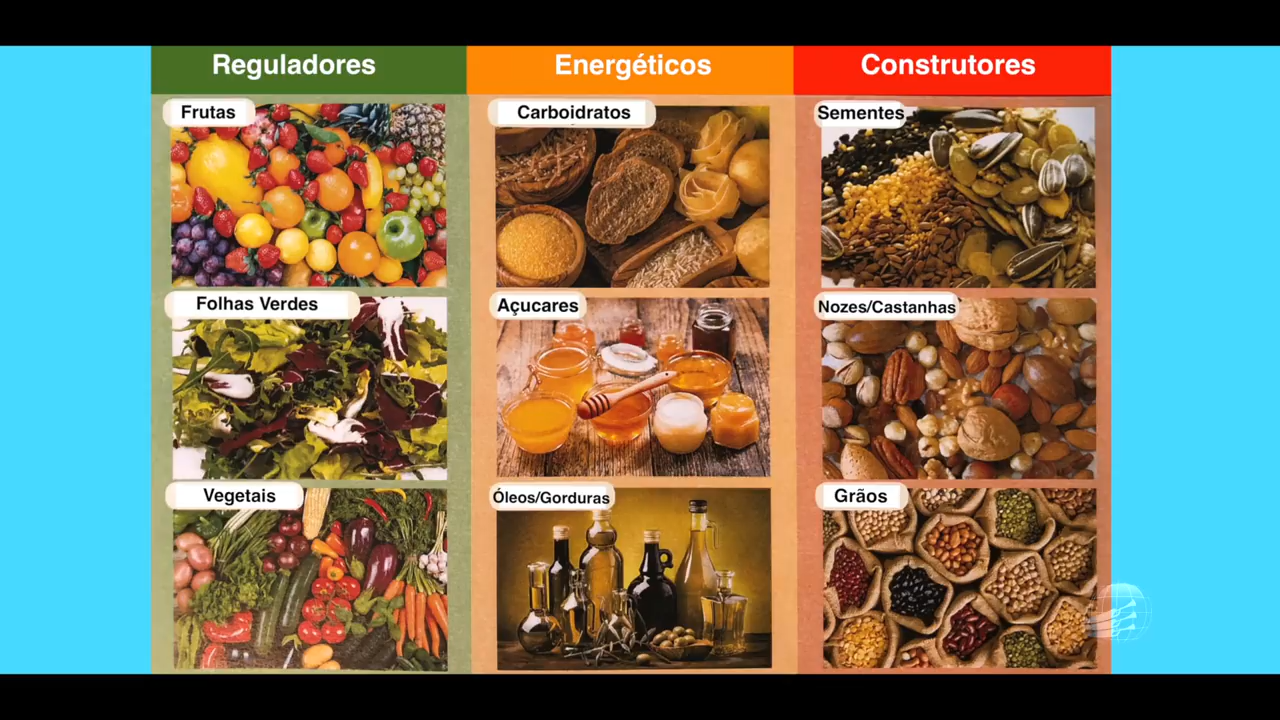 Reguladores
Energéticos
Construtores
Frutas
Carboidratos
Sementes
Folhas Verdes
Açucares
Nozes/Castanhas
Vegetais
Óleos/Gorduras
Grãos